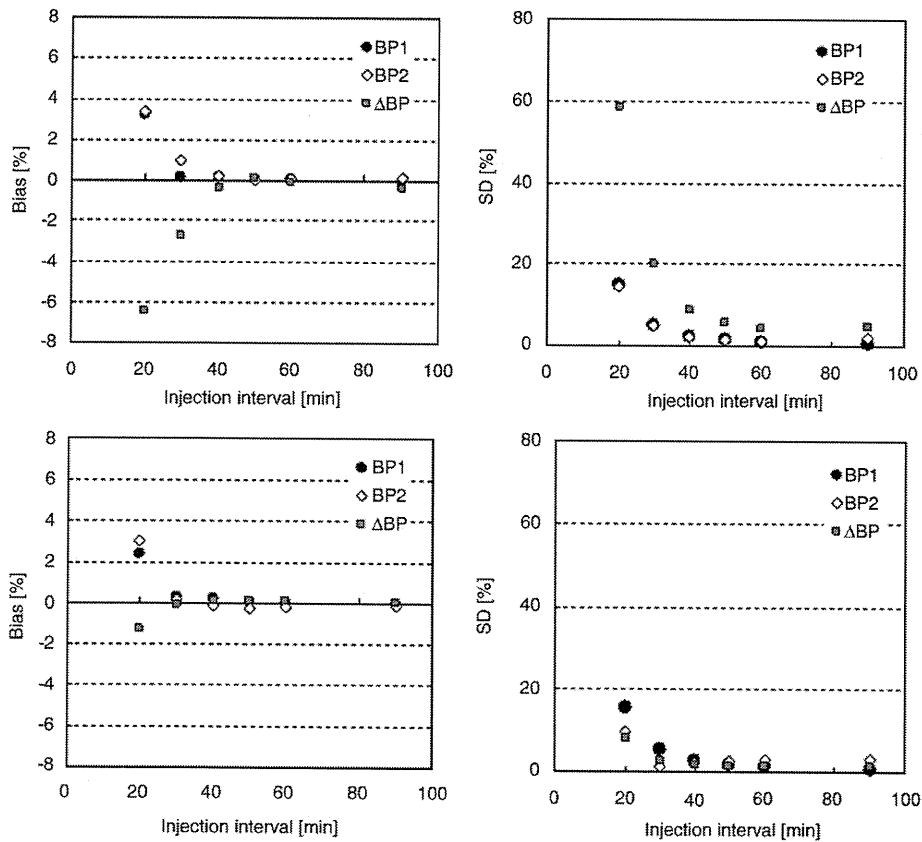 8
6
4
2
0
-2
-4
-6
-8
Bias [%]
BP1
BP2
ΔBP
0 20 40 60 80 100
Injection interval [min]
80
60
40
20
0
SD [%]
BP1
BP2
ΔBP
0 20 40 60 80 100
Injection interval [min]
8
6
4
2
0
-2
-4
-6
-8
Bias [%]
BP1
BP2
ΔBP
0 20 40 60 80 100
Injection interval [min]
80
60
40
20
0
SD [%]
BP1
BP2
ΔBP
0 20 40 60 80 100
Injection interval [min]